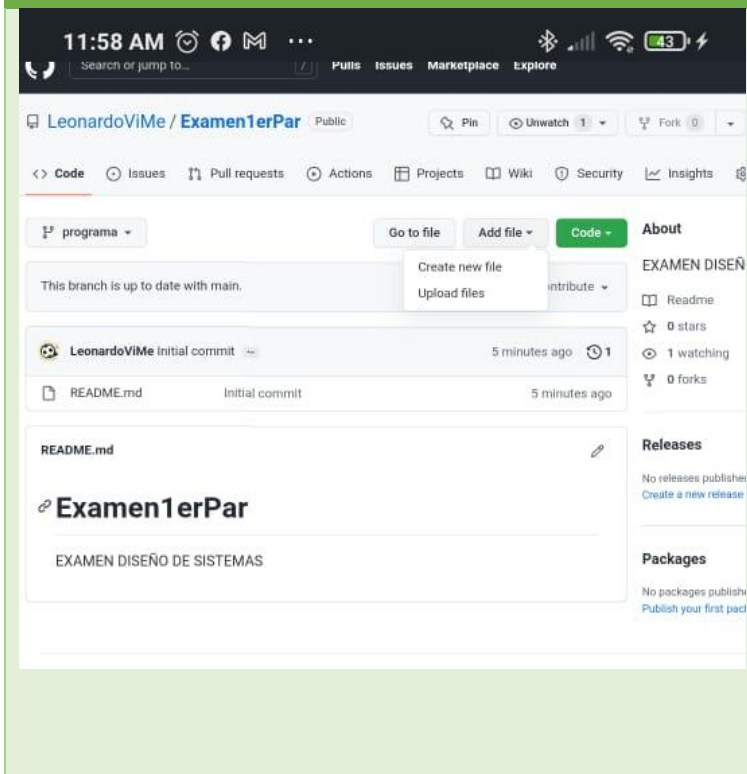 11:58 AM ... 43
Search or jump to... / Pulls Issues Marketplace Explore
LeonardoViMe / Examen1erPar Public Pin Unwatch 1 Fork 0
<> Code Issues Pull requests Actions Projects Wiki Security Insights
programa Go to file Add file Code About
Create new file
Upload files
EXAMEN DISEÑ
This branch is up to date with main. ntribute
Readme
0 stars
LeonardoViMe Initial commit ... 5 minutes ago 1
1 watching
README.md Initial commit 5 minutes ago
0 forks
README.md
Examen1erPar
EXAMEN DISEÑO DE SISTEMAS
Releases
No releases publishe
Create a new release
Packages
No packages publish
Publish your first pac